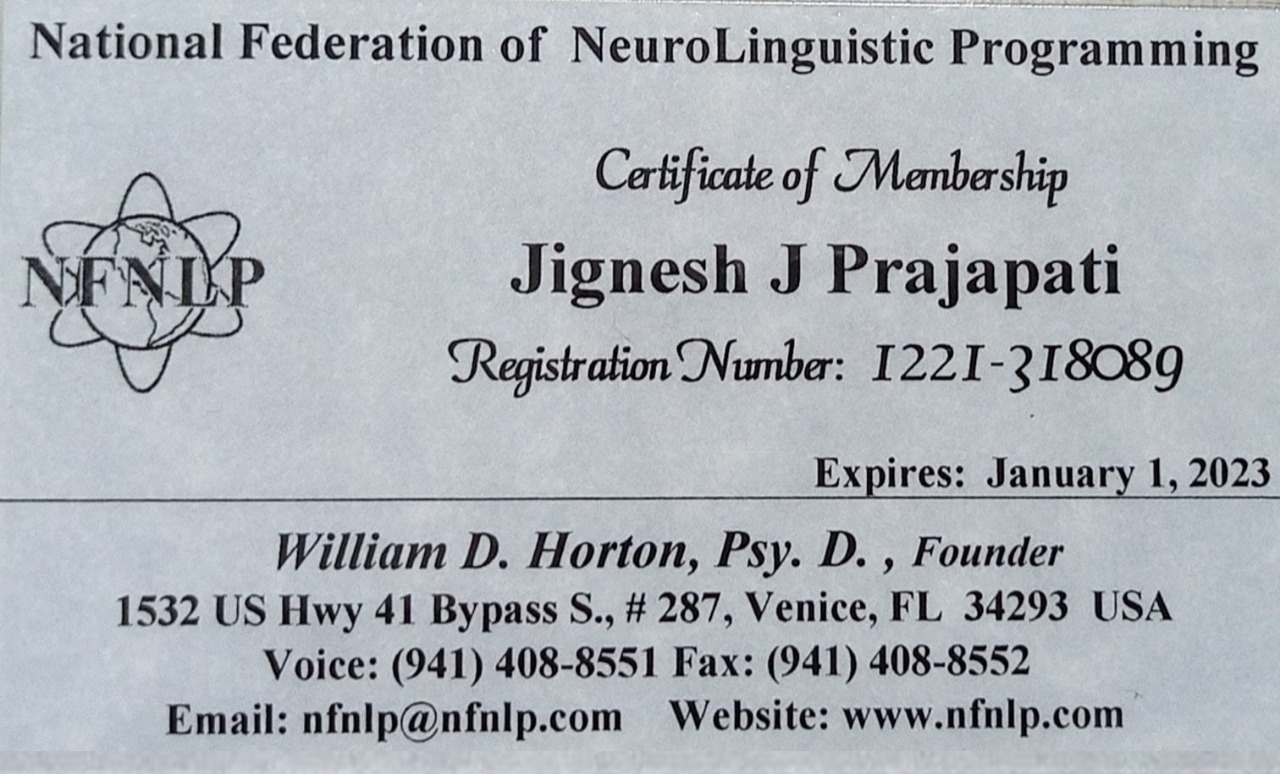 National Federation of NeuroLinguistic Programming
Certificate of Membership
NFNLP
Jignesh J Prajapati
Registration Number: 1221-318089
Expires: January 1, 2023
William D. Horton, Psy. D. , Founder
1532 US Hwy 41 Bypass S., # 287, Venice, FL 34293 USA
Voice: (941) 408-8551 Fax: (941) 408-8552
Email: nfnlp@nfnlp.com Website: www.nfnlp.com